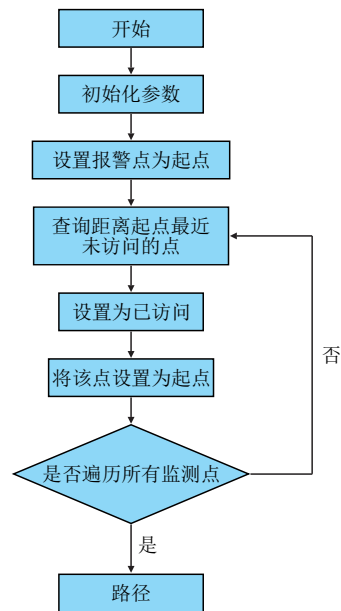 开始
初始化参数
设置报警点为起点
查询距离起点最近
未访问的点
设置为已访问
将该点设置为起点
是否遍历所有监测点
否
是
路径